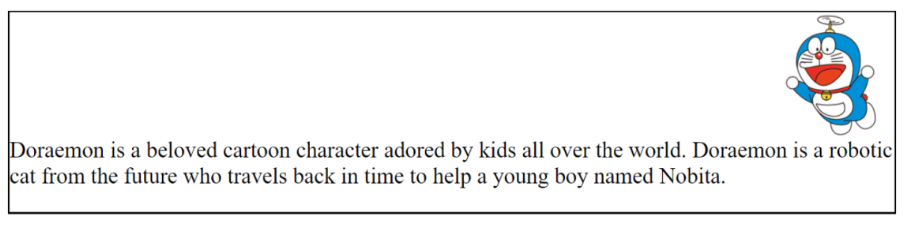 Doraemon is a beloved cartoon character adored by kids all over the world. Doraemon is a robotic
cat from the future who travels back in time to help a young boy named Nobita.